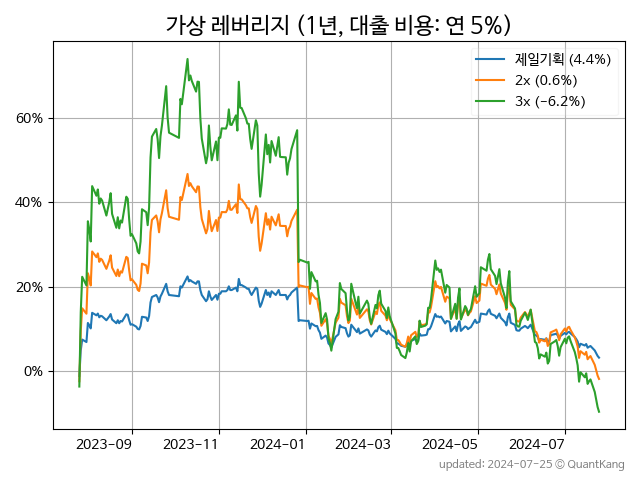 가상 레버리지 (1년, 대출 비용: 연 5%)
제일기획 (4.4%)
2x (0.6%)
3x (−6.2%)
60%
40%
20%
0%
2023-09 2023-11 2024-01 2024-03 2024-05 2024-07
updated: 2024-07-25 © QuantKang